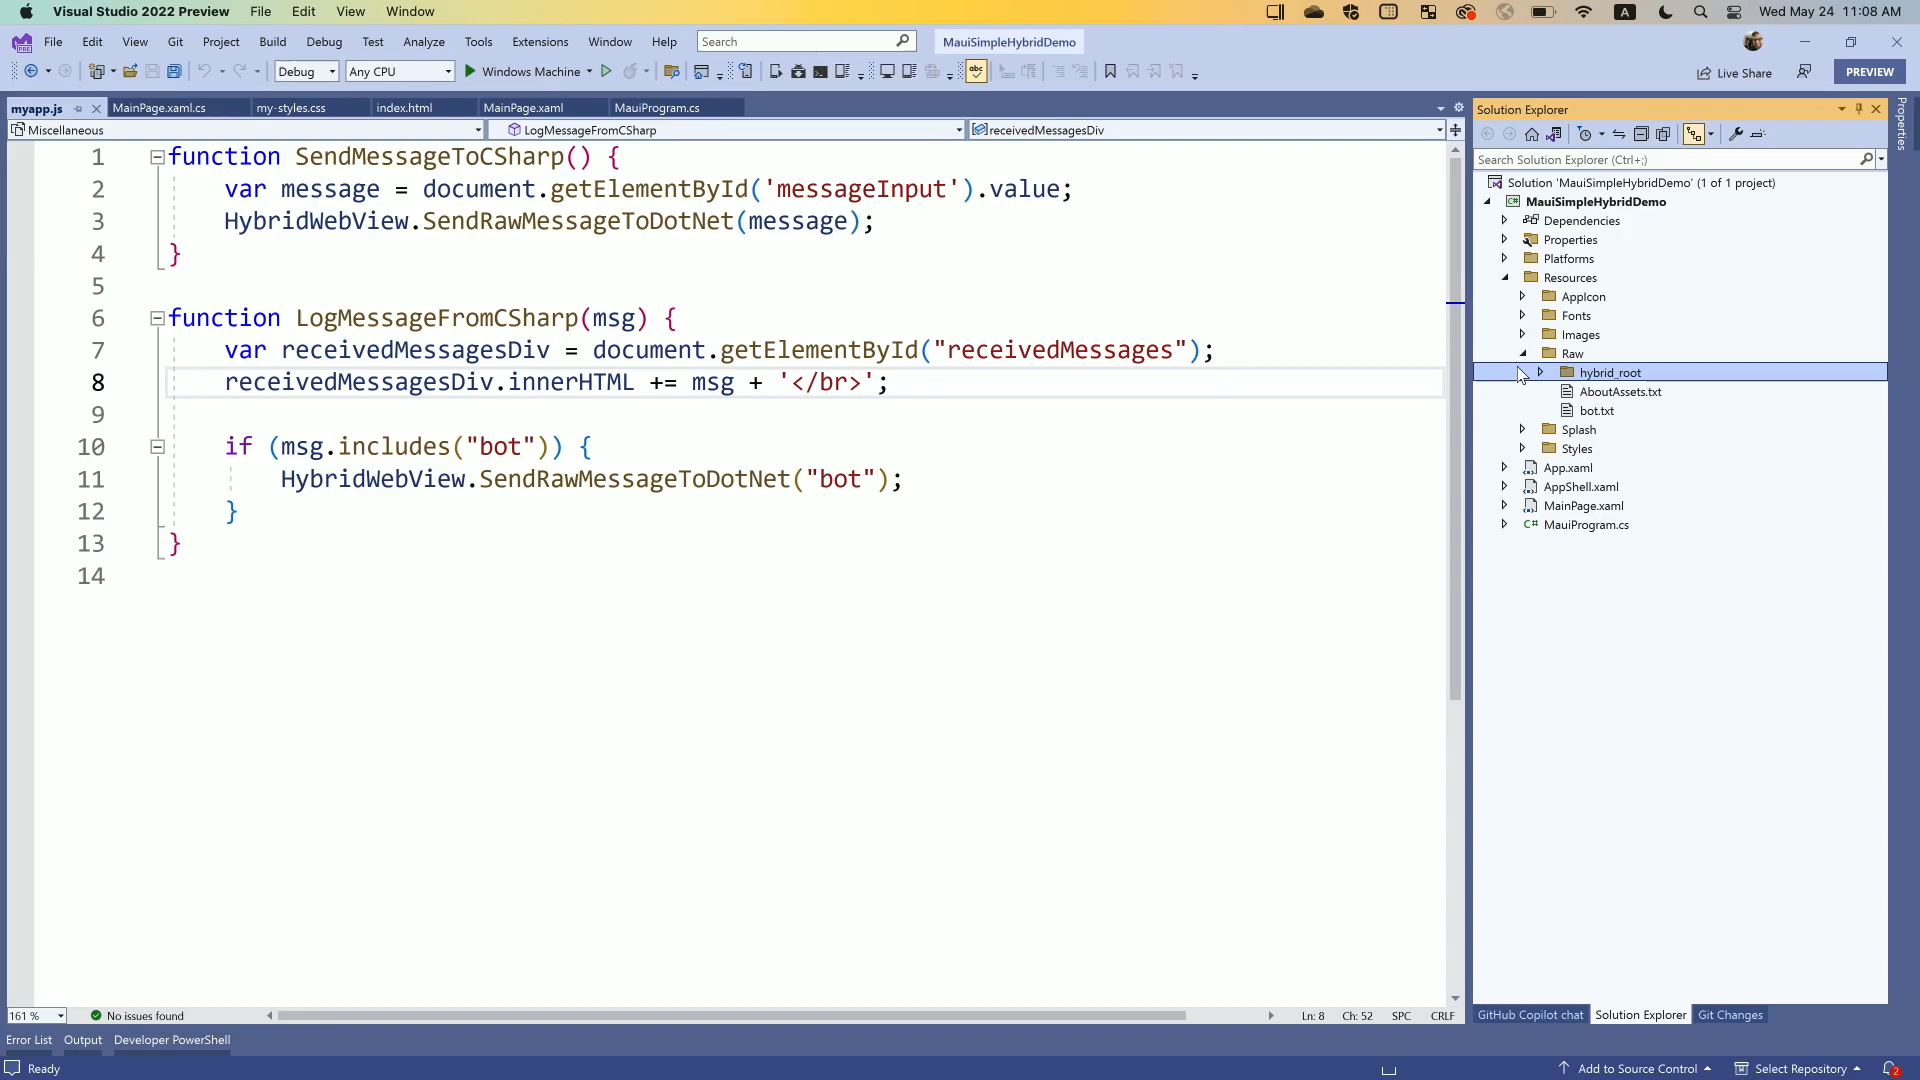 Visual Studio 2022 Preview File Edit View Window A Wed May 24 11:08 AM
File Edit View Git Project Build Debug Test Analyze Tools Extensions Window Help Search MauiSimpleHybridDemo
Debug Any CPU Windows Machine Live Share PREVIEW
myapp.js MainPage.xaml.cs my-styles.css index.html MainPage.xaml MauiProgram.cs
Miscellaneous LogMessageFromCSharp receivedMessagesDiv
1 function SendMessageToCSharp() {
2 var message = document.getElementById('messageInput').value;
3 HybridWebView.SendRawMessageToDotNet(message);
4 }
5
6 function LogMessageFromCSharp(msg) {
7 var receivedMessagesDiv = document.getElementById("receivedMessages");
8 receivedMessagesDiv.innerHTML += msg + '</br>';
9
10 if (msg.includes("bot")) {
11 HybridWebView.SendRawMessageToDotNet("bot");
12 }
13 }
14
161 % No issues found Ln: 8 Ch: 52 SPC CRLF
Solution Explorer
Search Solution Explorer (Ctrl+;)
Solution 'MauiSimpleHybridDemo' (1 of 1 project)
C# MauiSimpleHybridDemo
Dependencies
Properties
Platforms
Resources
AppIcon
Fonts
Images
Raw
hybrid_root
AboutAssets.txt
bot.txt
Splash
Styles
App.xaml
AppShell.xaml
MainPage.xaml
C# MauiProgram.cs
GitHub Copilot chat Solution Explorer Git Changes
Properties
Error List Output Developer PowerShell
Ready Add to Source Control Select Repository 2